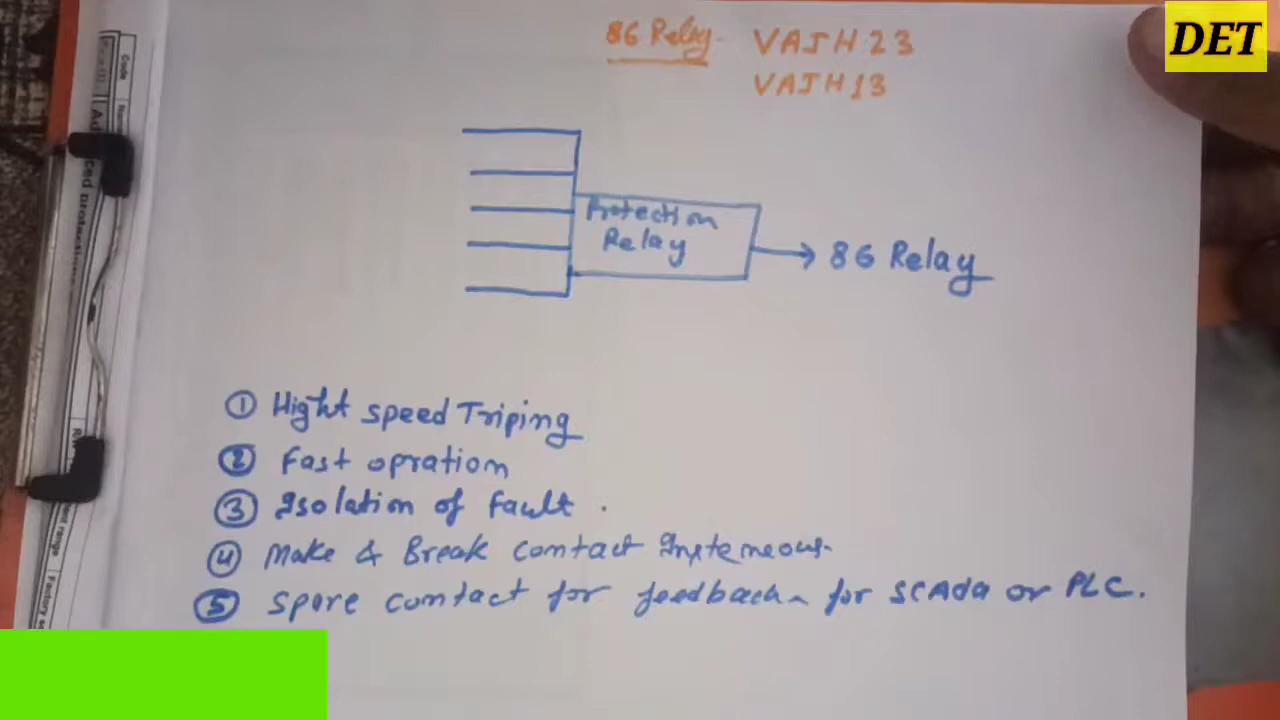 DET
86 Relay- VAJH23
VAJH13
Protection
Relay
86 Relay
① Hight speed Triping
② Fast opration
③ Isolation of fault.
④ Make & Break contact
⑤ Spare contact for feedback for SCAda or PLC.
Code